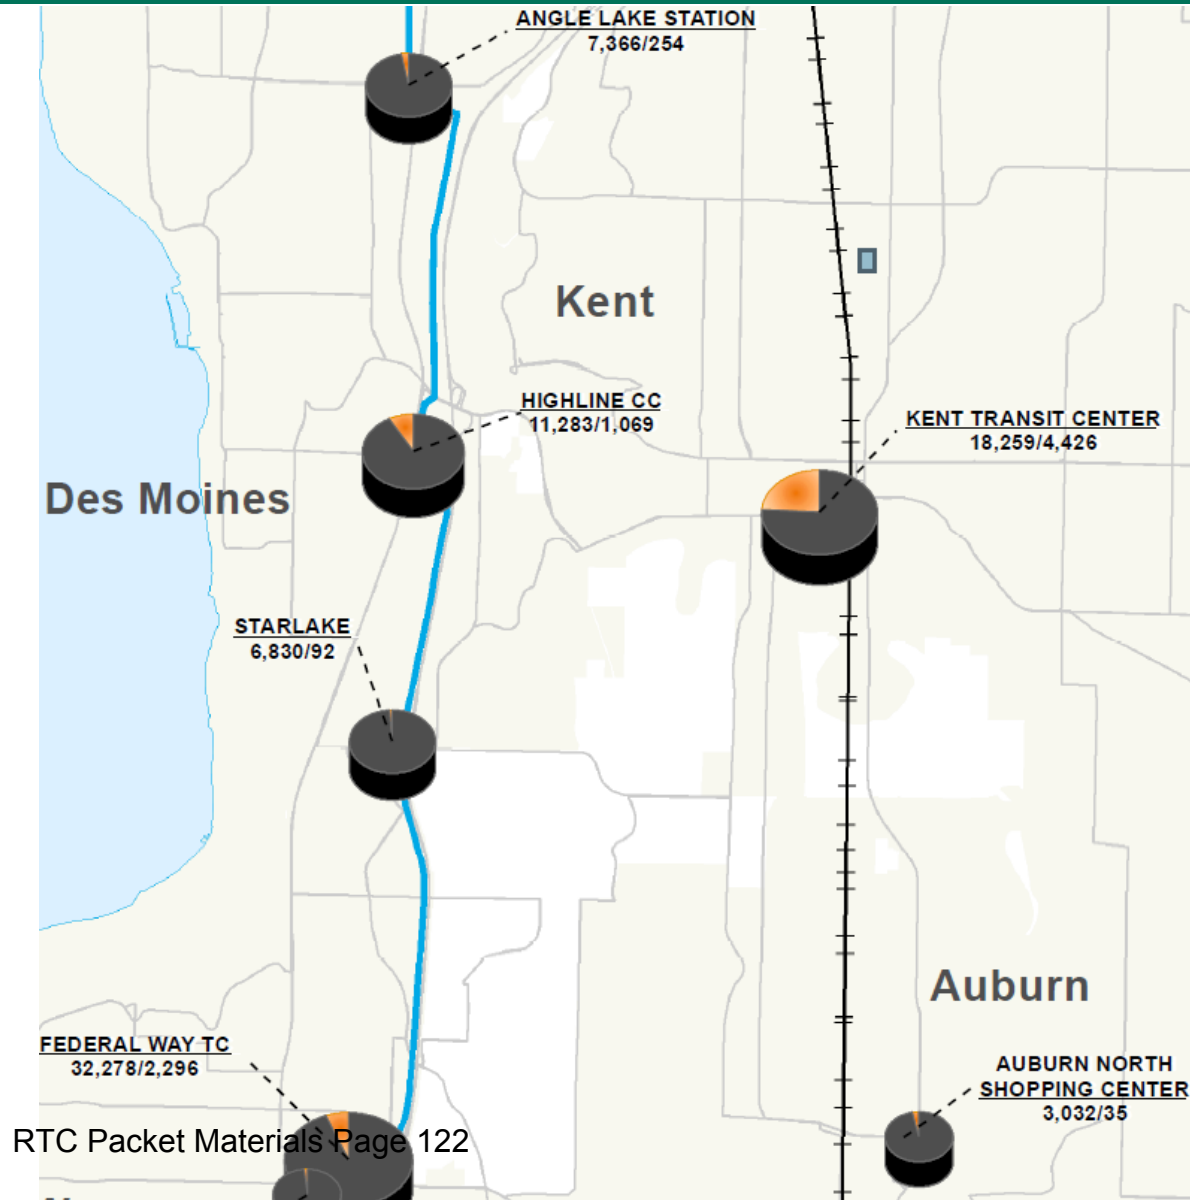 ANGLE LAKE STATION
7,366/254
Kent
HIGHLINE CC
11,283/1,069
KENT TRANSIT CENTER
18,259/4,426
Des Moines
STARLAKE
6,830/92
Auburn
FEDERAL WAY TC
32,278/2,296
AUBURN NORTH
SHOPPING CENTER
3,032/35
RTC Packet Materials Page 122